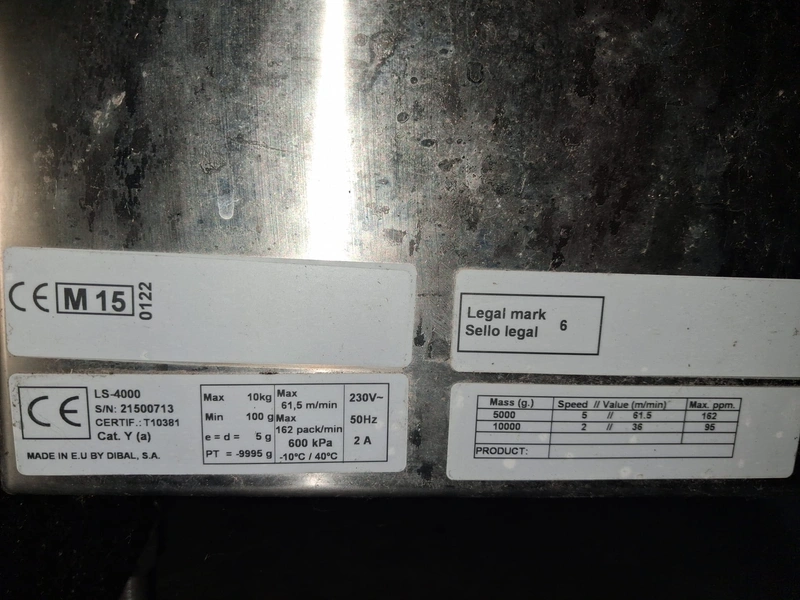 CE M 15 0122
Legal mark 6
Sello legal
CE
LS-4000
S/N: 21500713
CERTIF.: T10381
Cat. Y (a)
MADE IN E.U BY DIBAL, S.A.
Max 10kg
Min 100 g
e = d = 5 g
PT = -9995 g
Max
61,5 m/min
Max
162 pack/min
600 kPa
-10°C / 40°C
230V~
50Hz
2 A
Mass (g.) Speed // Value (m/min) Max. ppm.
5000 5 // 61.5 162
10000 2 // 36 95
PRODUCT: